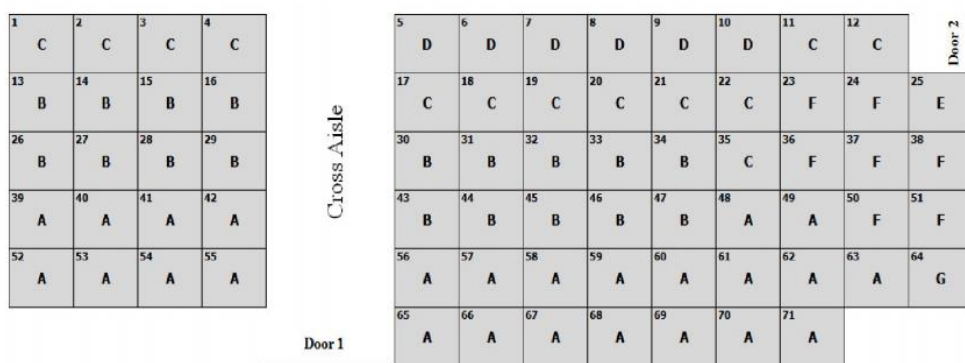 1 2 3 4 5 6 7 8 9 10 11 12 Door 2
C C C C D D D D D D C C
13 14 15 16 17 18 19 20 21 22 23 24 25
B B B B C C C C C C F F E
26 27 28 29 30 31 32 33 34 35 36 37 38
B B B B B B B B B C F F F
Cross Aisle
39 40 41 42 43 44 45 46 47 48 49 50 51
A A A A B B B B B A A F F
52 53 54 55 56 57 58 59 60 61 62 63 64
A A A A A A A A A A A A G
65 66 67 68 69 70 71
Door 1 A A A A A A A